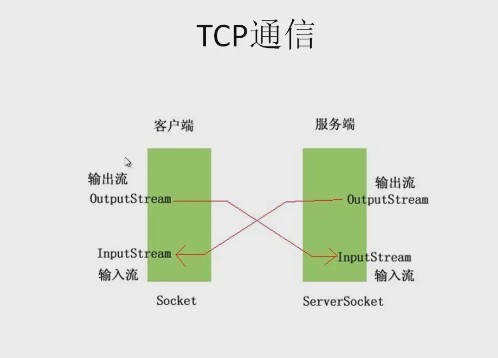 TCP通信
客户端
服务端
输出流
OutputStream
输出流
OutputStream
InputStream
输入流
InputStream
输入流
Socket
ServerSocket